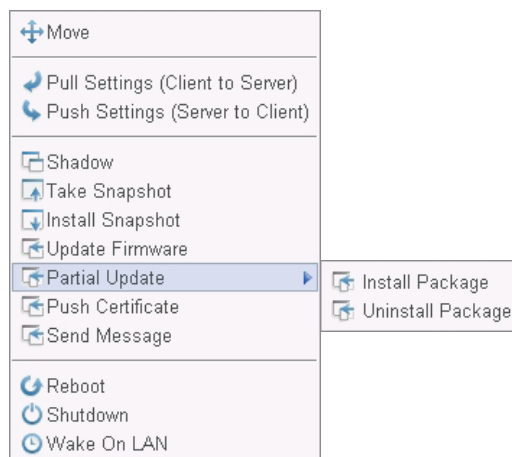 Move
Pull Settings (Client to Server)
Push Settings (Server to Client)
Shadow
Take Snapshot
Install Snapshot
Update Firmware
Partial Update
Install Package
Push Certificate
Uninstall Package
Send Message
Reboot
Shutdown
Wake On LAN